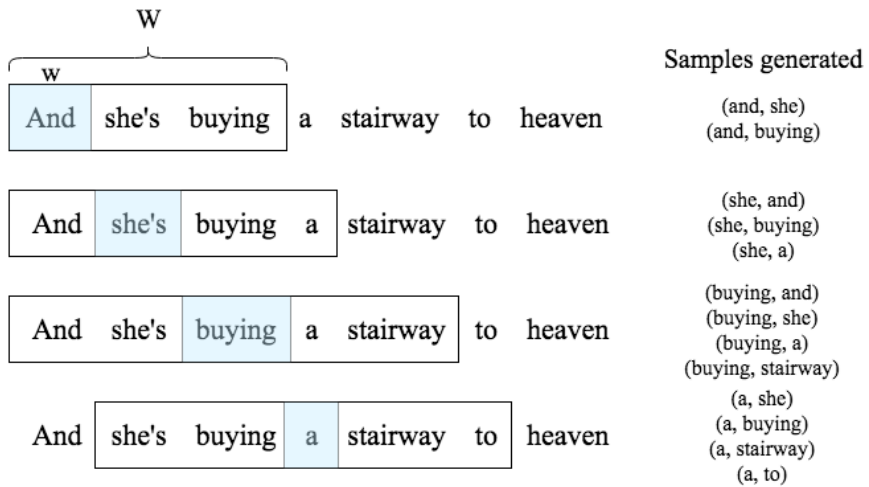 W
Samples generated
w
And she's buying a stairway to heaven
(and, she)
(and, buying)
And she's buying a stairway to heaven
(she, and)
(she, buying)
(she, a)
And she's buying a stairway to heaven
(buying, and)
(buying, she)
(buying, a)
(buying, stairway)
And she's buying a stairway to heaven
(a, she)
(a, buying)
(a, stairway)
(a, to)